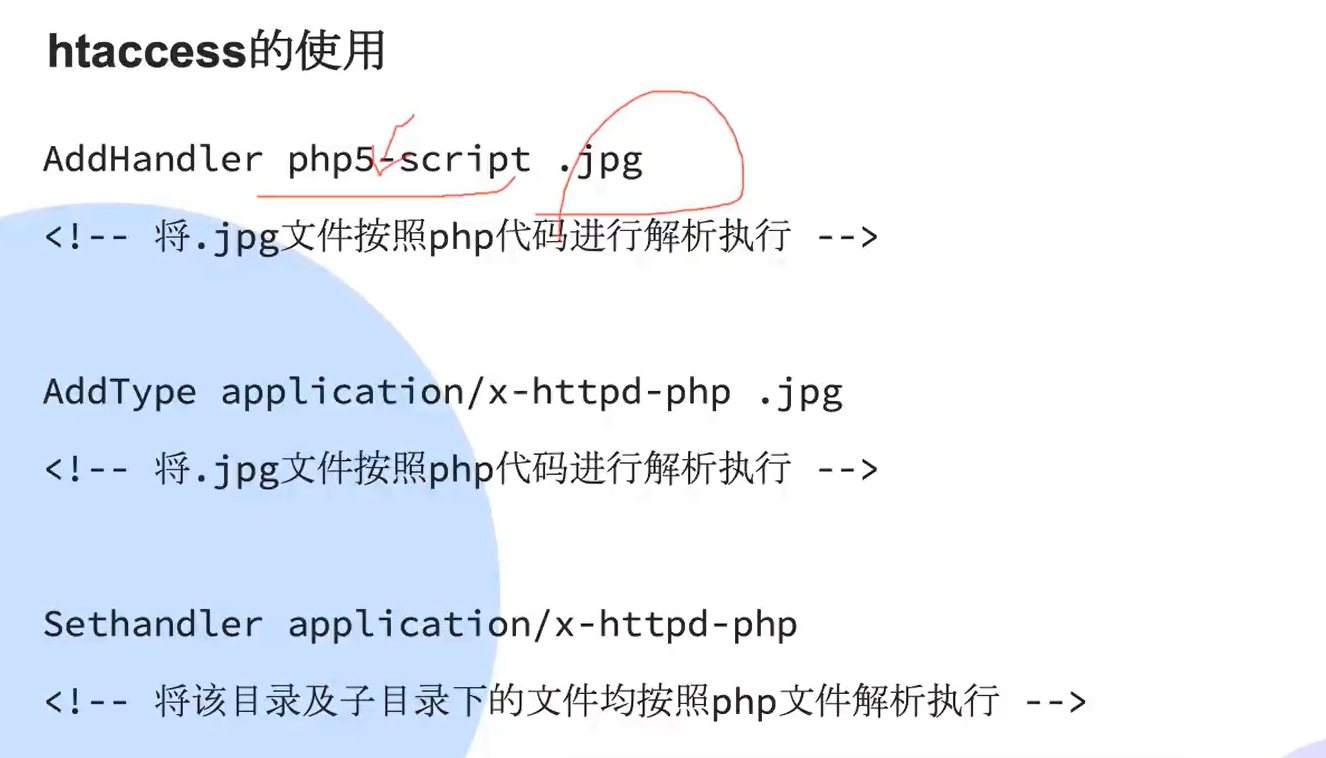 htaccess的使用
AddHandler php5-script .jpg
<!-- 将.jpg文件按照php代码进行解析执行 -->
AddType application/x-httpd-php .jpg
<!-- 将.jpg文件按照php代码进行解析执行 -->
Sethandler application/x-httpd-php
<!-- 将该目录及子目录下的文件均按照php文件解析执行 -->